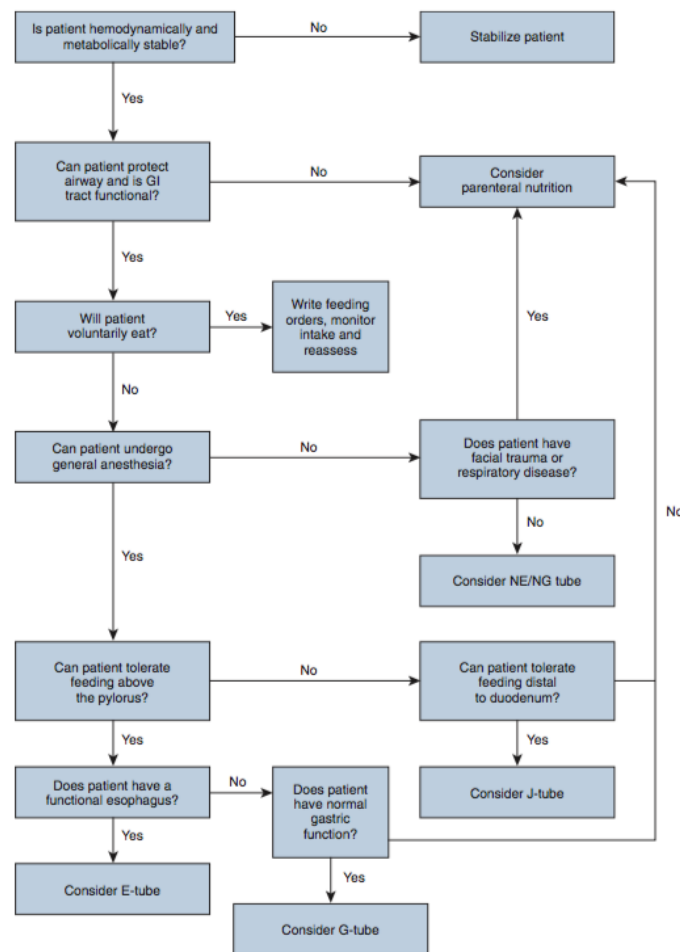 Is patient hemodynamically and
metabolically stable?
No
Stabilize patient
Yes
Can patient protect
airway and is GI
tract functional?
No
Consider
parenteral nutrition
Yes
Will patient
voluntarily eat?
Yes
Write feeding
orders, monitor
intake and
reassess
Yes
No
Can patient undergo
general anesthesia?
No
Does patient have
facial trauma or
respiratory disease?
No
No
Yes
Consider NE/NG tube
Can patient tolerate
feeding above
the pylorus?
No
Can patient tolerate
feeding distal
to duodenum?
Yes
Yes
Does patient have a
functional esophagus?
No
Does patient
have normal
gastric
function?
Consider J-tube
Yes
Yes
Consider E-tube
Consider G-tube